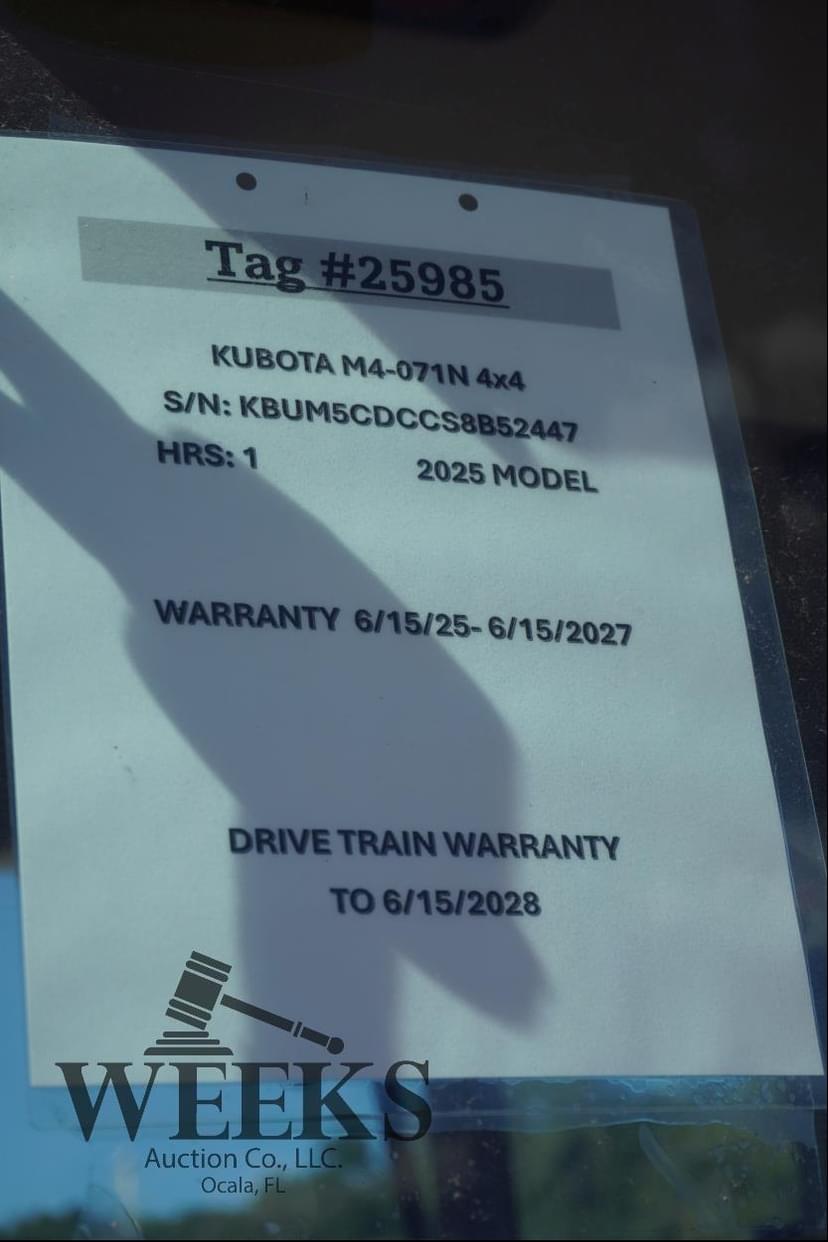 Tag #25985
KUBOTA M4-071N 4x4
S/N: KBUM5CDCCS8B52447
HRS: 1 2025 MODEL
WARRANTY 6/15/25- 6/15/2027
DRIVE TRAIN WARRANTY
TO 6/15/2028
WEEKS
Auction Co., LLC.
Ocala, FL